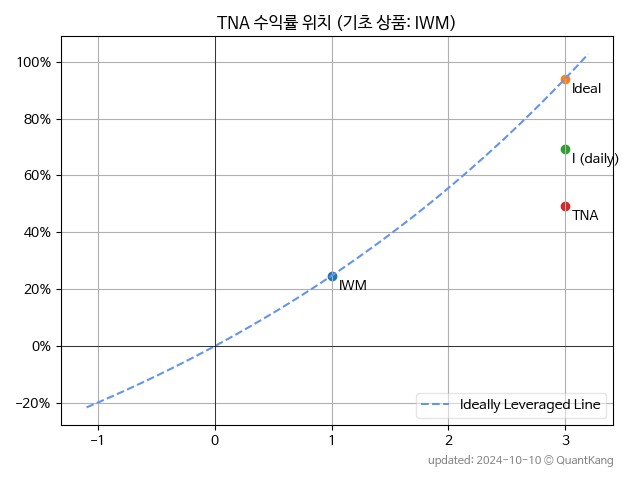 TNA 수익률 위치 (기초 상품: IWM)
100%
80%
60%
40%
20%
0%
−20%
Ideal
I (daily)
TNA
IWM
Ideally Leveraged Line
−1
0
1
2
3
updated: 2024-10-10 © QuantKang